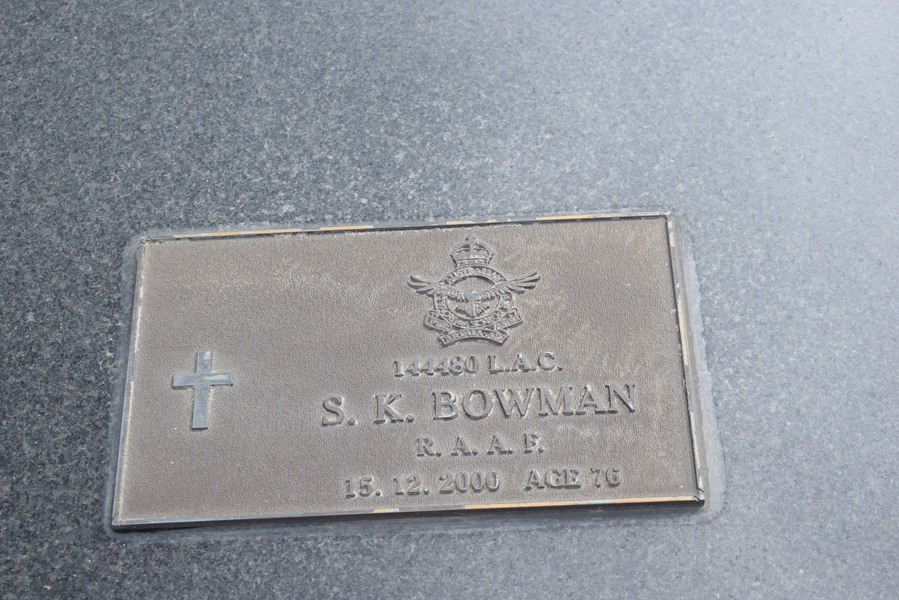 144480 L.A.C.
S. K. BOWMAN
R. A. A. F.
15. 12. 2000 AGE 76